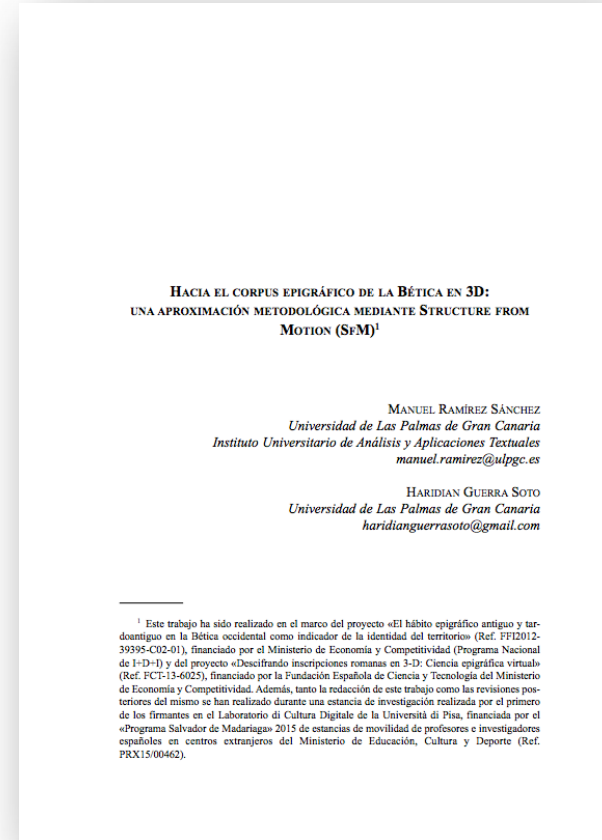 HACIA EL CORPUS EPIGRÁFICO DE LA BÉTICA EN 3D:
UNA APROXIMACIÓN METODOLÓGICA MEDIANTE STRUCTURE FROM
MOTION (SFM)¹
MANUEL RAMÍREZ SÁNCHEZ
Universidad de Las Palmas de Gran Canaria
Instituto Universitario de Análisis y Aplicaciones Textuales
manuel.ramirez@ulpgc.es
HARIDIAN GUERRA SOTO
Universidad de Las Palmas de Gran Canaria
haridianguerrasoto@gmail.com
¹ Este trabajo ha sido realizado en el marco del proyecto «El hábito epigráfico antiguo y tar-
doantiguo en la Bética occidental como indicador de la identidad del territorio» (Ref. FFI2012-
39395-C02-01), financiado por el Ministerio de Economía y Competitividad (Programa Nacional
de I+D+I) y del proyecto «Descifrando inscripciones romanas en 3-D: Ciencia epigráfica virtual»
(Ref. FCT-13-6025), financiado por la Fundación Española de Ciencia y Tecnología del Ministerio
de Economía y Competitividad. Además, tanto la redacción de este trabajo como las revisiones pos-
teriores del mismo se han realizado durante una estancia de investigación realizada por el primero
de los firmantes en el Laboratorio di Cultura Digitale de la Università di Pisa, financiada por el
«Programa Salvador de Madariaga» 2015 de estancias de movilidad de profesores e investigadores
españoles en centros extranjeros del Ministerio de Educación, Cultura y Deporte (Ref.
PRX15/00462).